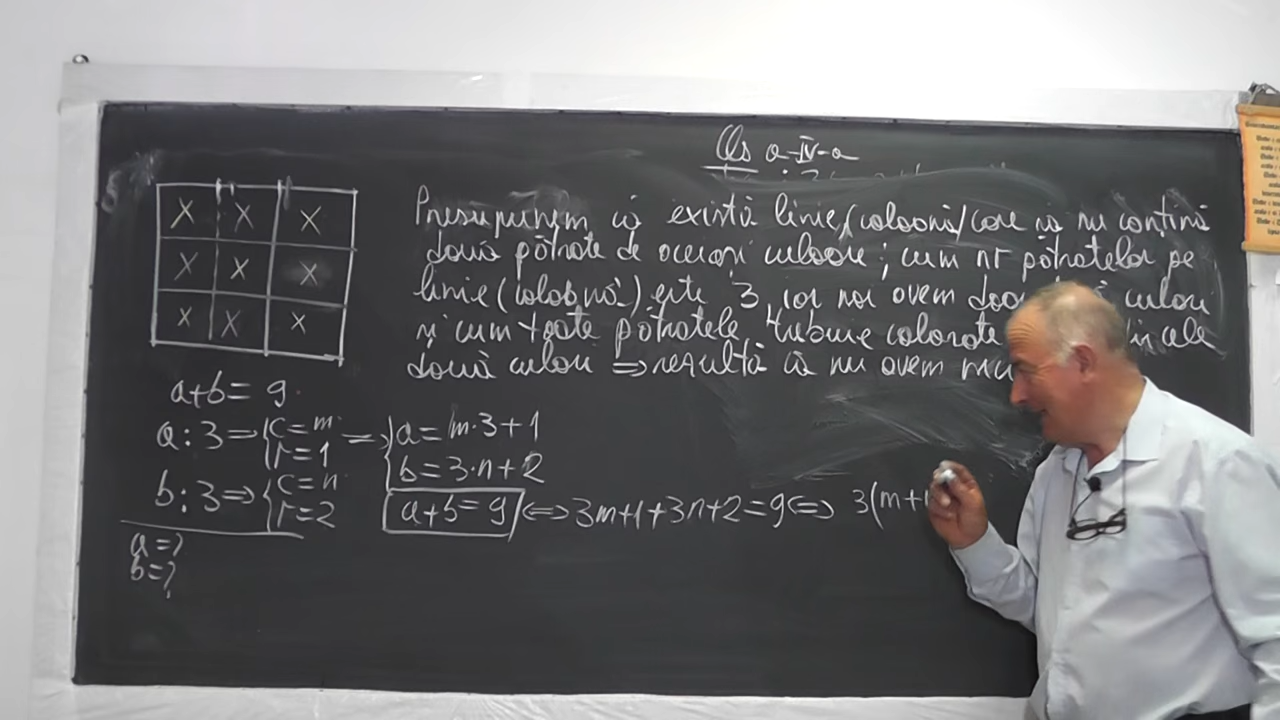 Cls a-IV-a
X X X
X X X
X X X
Presupunem că există linie/coloană/care să nu conțină
două pătrate de aceeași culoare; cum nr pătratelor pe
linie (coloană) este 3, iar noi avem două culori
și cum toate pătratele trebuie colorate din cele
două culori ⇒ rezultă că nu avem
a+b= 9
a:3⇒{c=m r=1 ⇒{a=m·3+1
b=3·n+2
b:3⇒{c=n r=2
a+b=9 ⇔3m+1+3n+2=9⇔ 3(m+
a=?
b=?